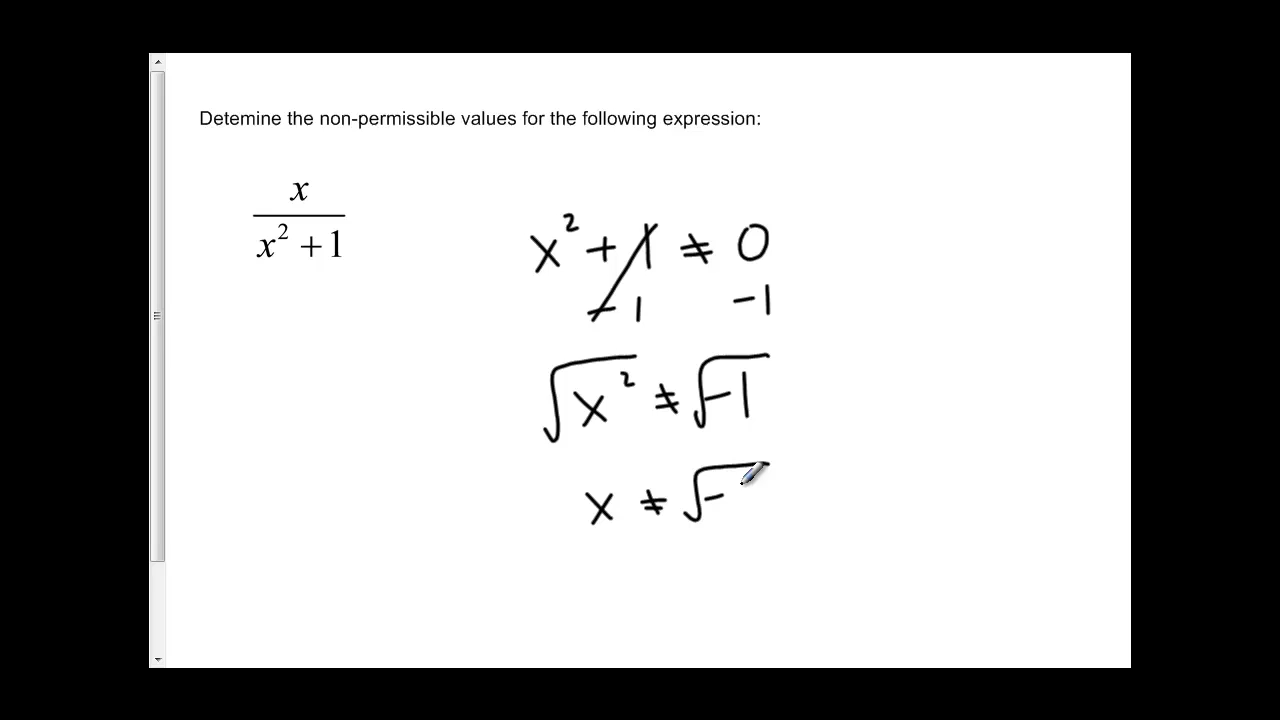 Detemine the non-permissible values for the following expression:
x
x² + 1
x² + 1 ≠ 0
- 1 -1
√x² ≠ √-1
x ≠ √-